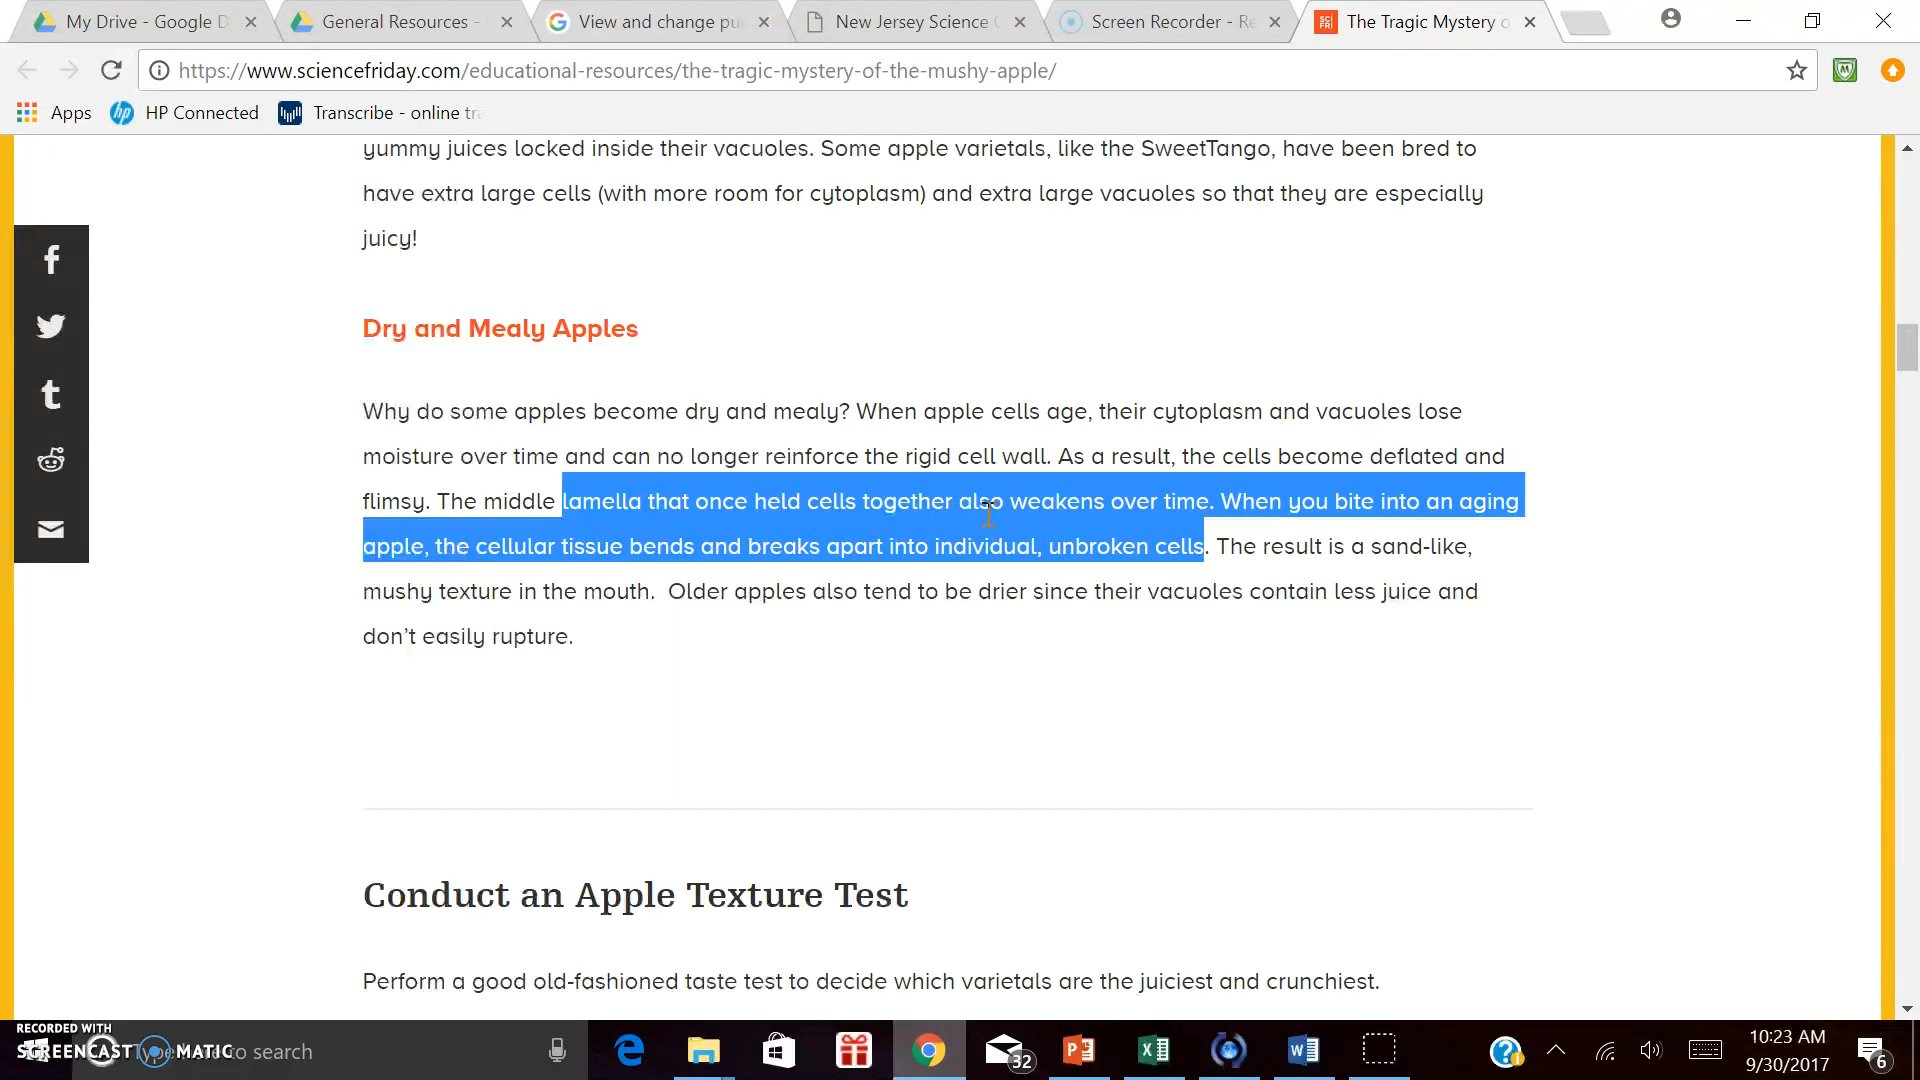 My Drive - Google D
General Resources -
View and change pu
New Jersey Science
Screen Recorder - Re
SCI FRI
The Tragic Mystery o
https://www.sciencefriday.com/educational-resources/the-tragic-mystery-of-the-mushy-apple/
Apps
hp
HP Connected
Transcribe - online tra
yummy juices locked inside their vacuoles. Some apple varietals, like the SweetTango, have been bred to
have extra large cells (with more room for cytoplasm) and extra large vacuoles so that they are especially
juicy!
Dry and Mealy Apples
Why do some apples become dry and mealy? When apple cells age, their cytoplasm and vacuoles lose
moisture over time and can no longer reinforce the rigid cell wall. As a result, the cells become deflated and
flimsy. The middle lamella that once held cells together also weakens over time. When you bite into an aging
apple, the cellular tissue bends and breaks apart into individual, unbroken cells. The result is a sand-like,
mushy texture in the mouth.  Older apples also tend to be drier since their vacuoles contain less juice and
don’t easily rupture.
Conduct an Apple Texture Test
Perform a good old-fashioned taste test to decide which varietals are the juiciest and crunchiest.
RECORDED WITH
SCREENCAST MATIC
here to search
32
10:23 AM
9/30/2017
6